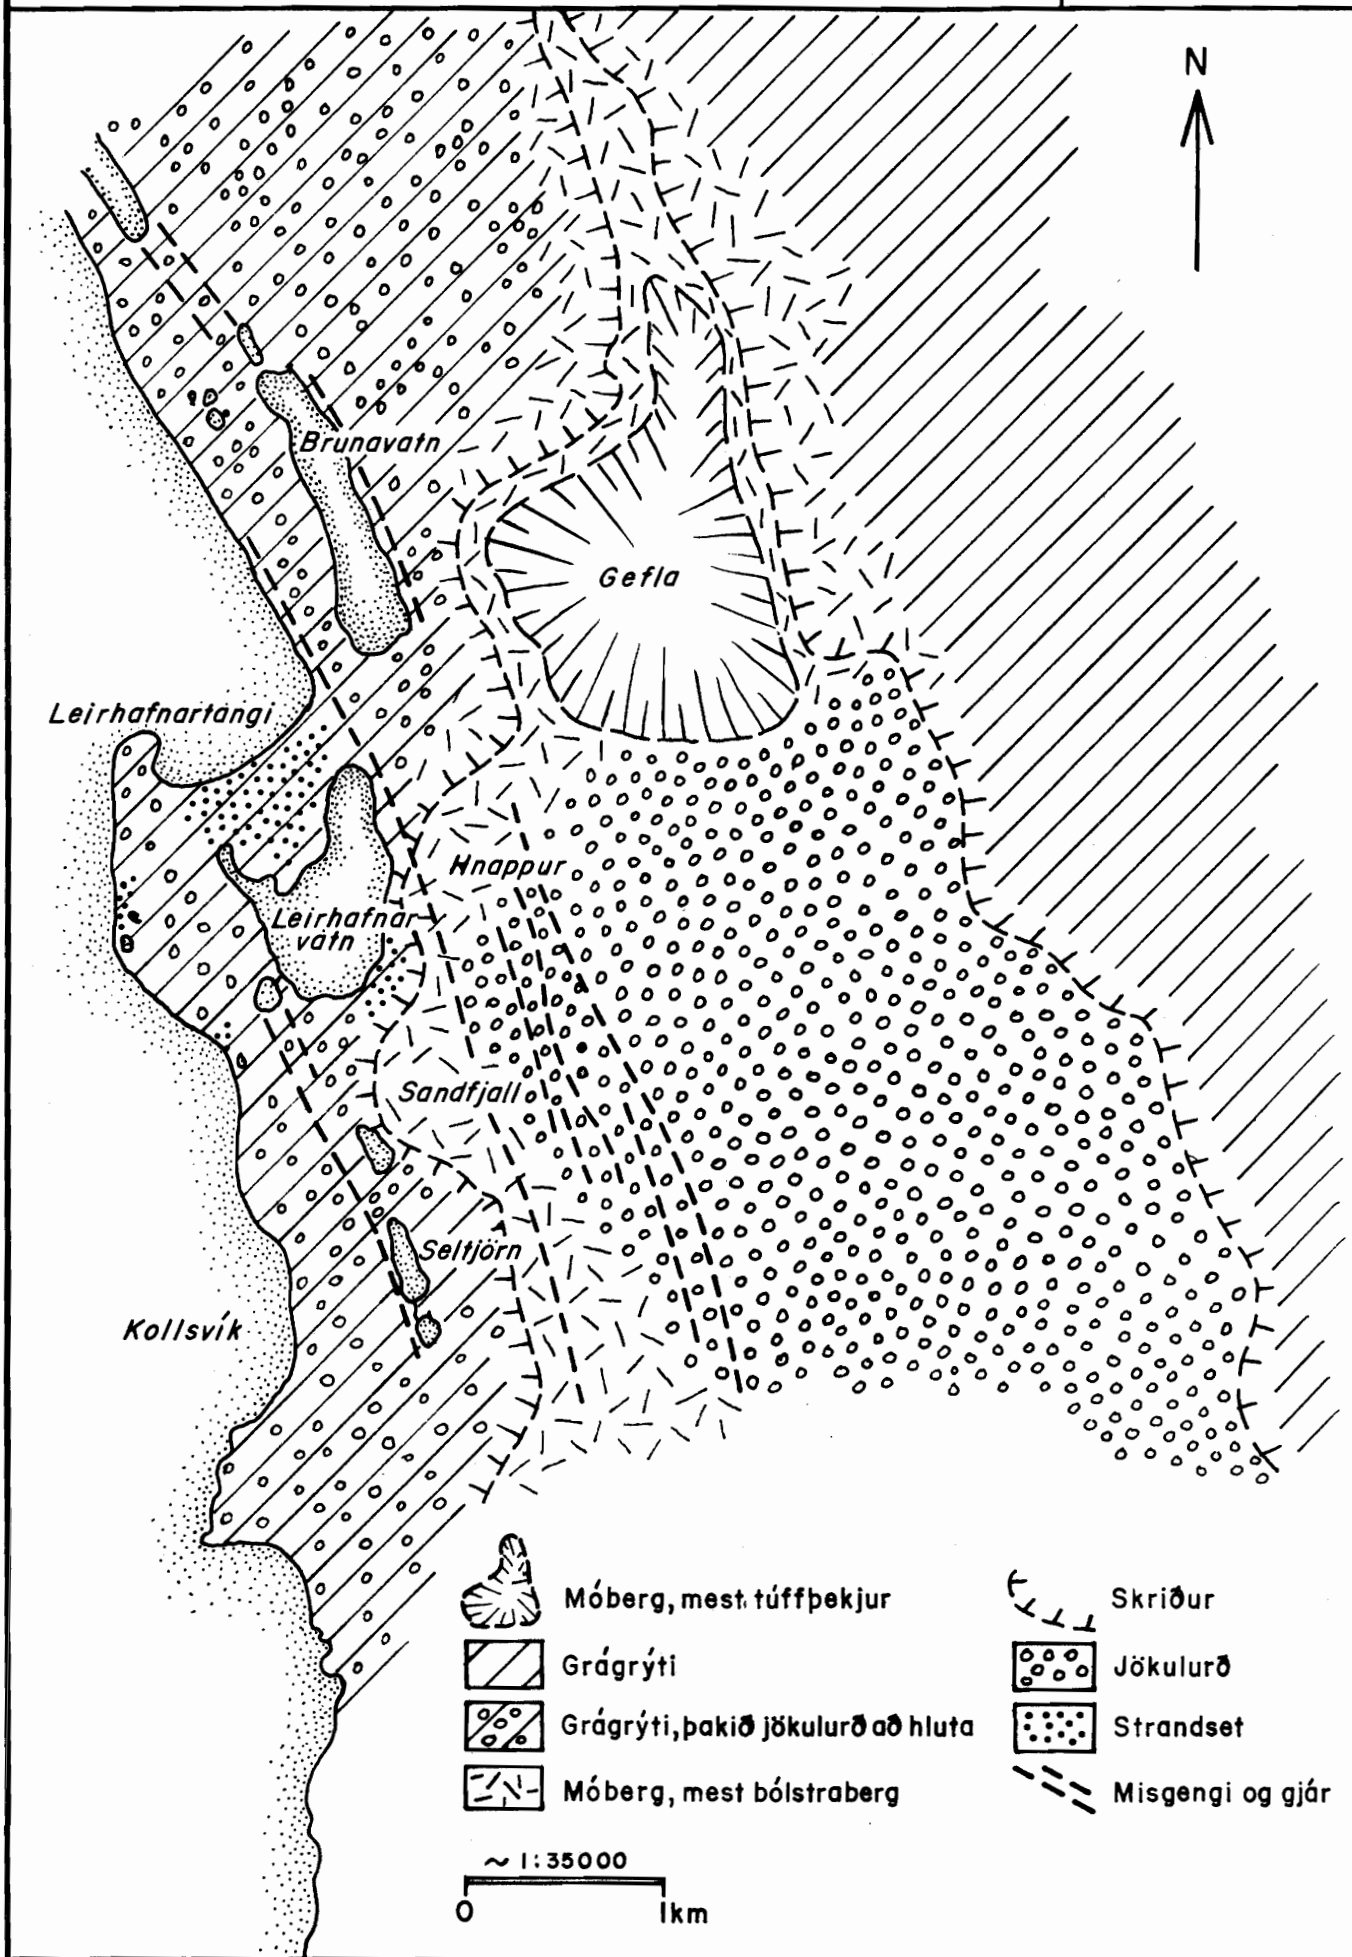 N
Brunavatn
Gefla
Leirhafnartangi
Hnappur
Leirhafnar
vatn
Sandfjall
Seltjörn
Kollsvík
Móberg, mest túffþekjur
Grágrýti
Grágrýti, þakið jökulurð að hluta
Móberg, mest bólstraberg
Skriður
Jökulurð
Strandset
Misgengi og gjár
~ 1:35000
0 1km